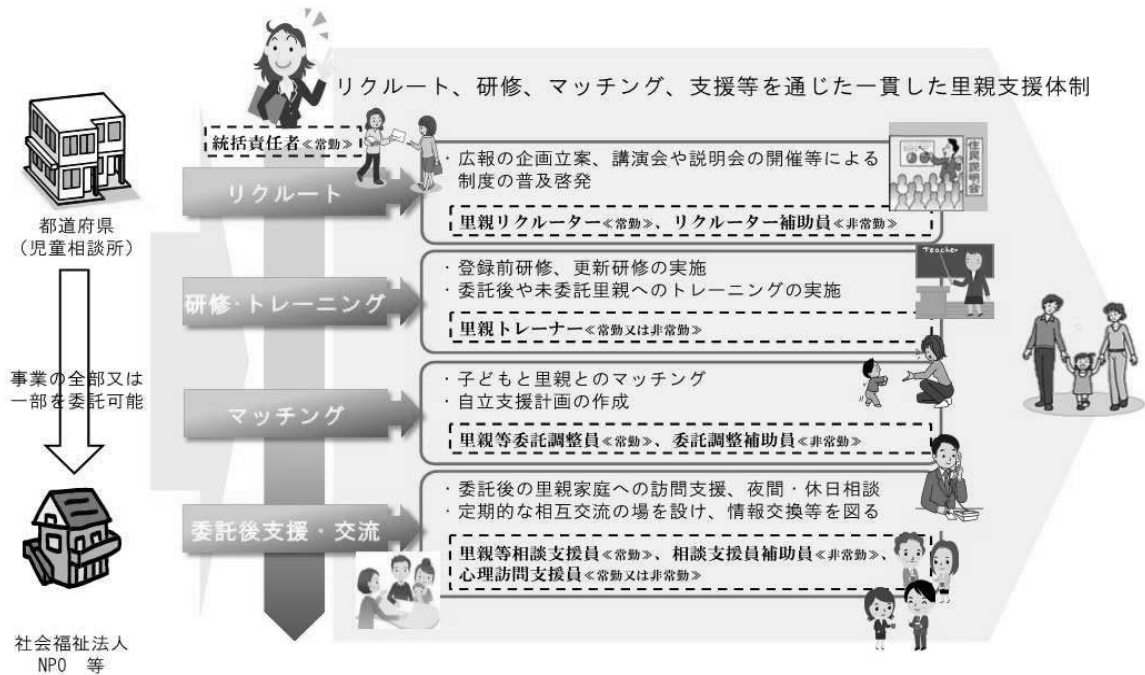 リクルート、研修、マッチング、支援等を通じた一貫した里親支援体制
都道府県
(児童相談所)
事業の全部又は
一部を委託可能
社会福祉法人
NPO 等
統括責任者≪常勤≫
リクルート
・広報の企画立案、講演会や説明会の開催等による
制度の普及啓発
里親リクルーター≪常勤≫、リクルーター補助員≪非常勤≫
住民説明会
研修・トレーニング
・登録前研修、更新研修の実施
・委託後や未委託里親へのトレーニングの実施
里親トレーナー≪常勤又は非常勤≫
Teacher
マッチング
・子どもと里親とのマッチング
・自立支援計画の作成
里親等委託調整員≪常勤≫、委託調整補助員≪非常勤≫
委託後支援・交流
・委託後の里親家庭への訪問支援、夜間・休日相談
・定期的な相互交流の場を設け、情報交換等を図る
里親等相談支援員≪常勤≫、相談支援員補助員≪非常勤≫、
心理訪問支援員≪常勤又は非常勤≫